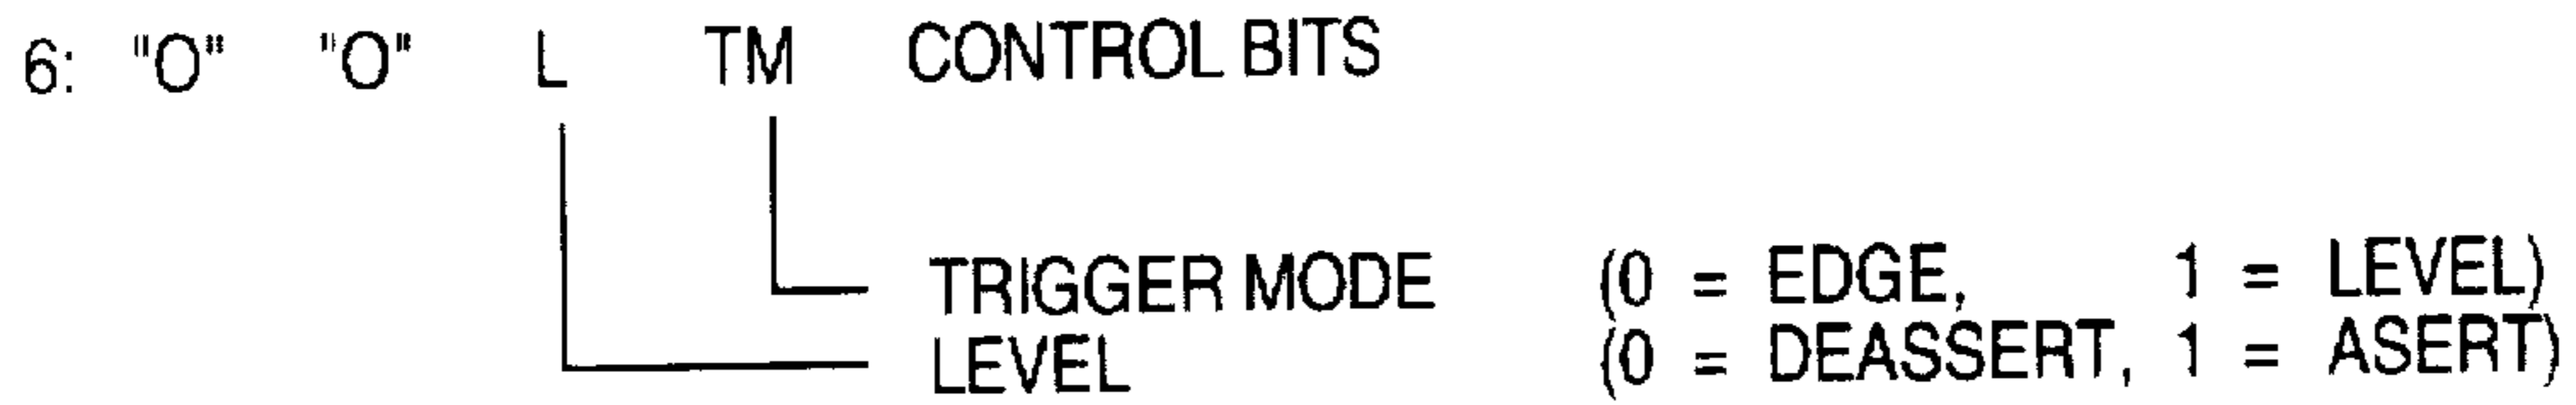 6: "O" "O" L TM CONTROL BITS
TRIGGER MODE (0 = EDGE, 1 = LEVEL)
LEVEL (0 = DEASSERT, 1 = ASERT)